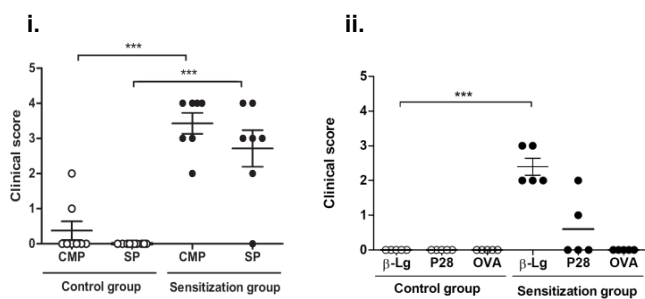 i.
***
***
Clinical score
5
4
3
2
1
0
CMP SP CMP SP
Control group Sensitization group
ii.
***
Clinical score
5
4
3
2
1
0
β-Lg P28 OVA β-Lg P28 OVA
Control group Sensitization group